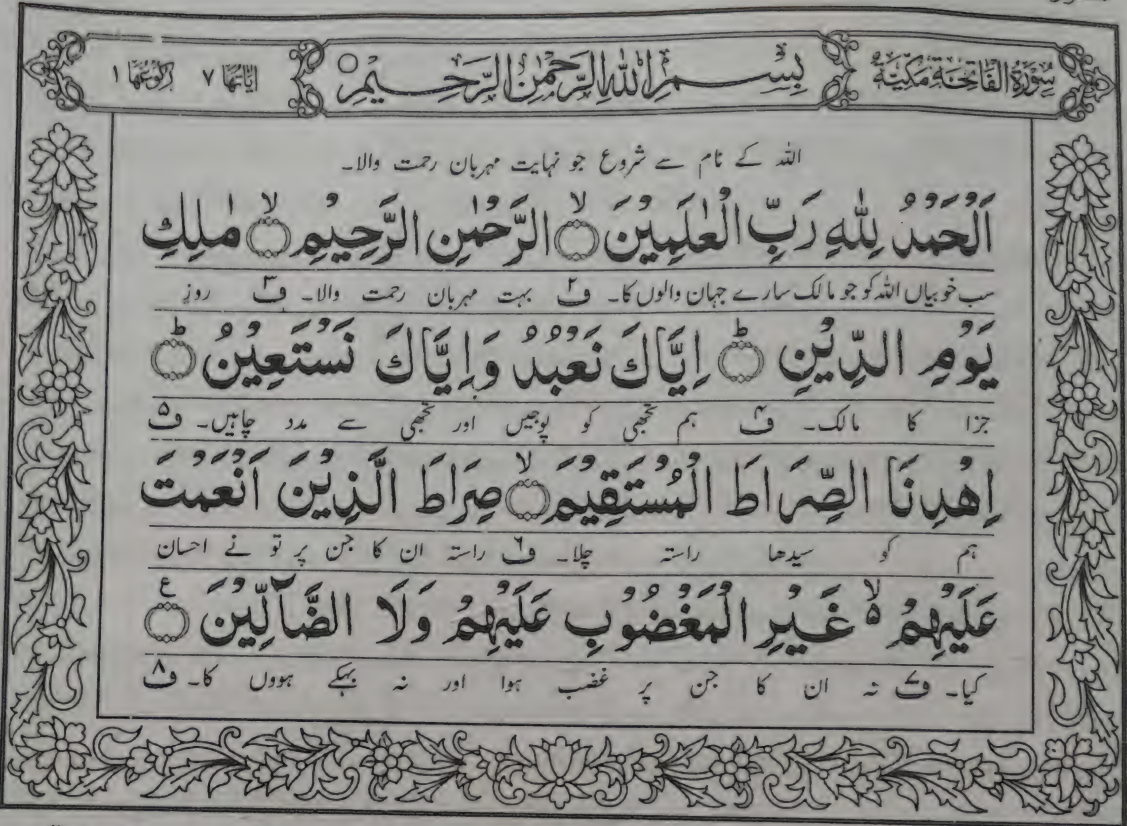 سُوۡرَةُ الۡفَاتِحَةِ مَكِّيَّةٌ
بِسۡمِ اللّٰهِ الرَّحۡمٰنِ الرَّحِيۡمِ
اٰيَاتُهَا ٧ رُكُوۡعُهَا ١
اللہ کے نام سے شروع جو نہایت مہربان رحمت والا۔
اَلۡحَمۡدُ لِلّٰهِ رَبِّ الۡعٰلَمِيۡنَ ۙ الرَّحۡمٰنِ الرَّحِيۡمِ ۙ مٰلِكِ
سب خوبیاں اللہ کو جو مالک سارے جہان والوں کا۔ ف۲ بہت مہربان رحمت والا۔ ف۳ روزِ
يَوۡمِ الدِّيۡنِ ؕ اِيَّاكَ نَعۡبُدُ وَاِيَّاكَ نَسۡتَعِيۡنُ ؕ
جزا کا مالک۔ ف۴ ہم تجھی کو پوجیں اور تجھی سے مدد چاہیں۔ ف۵
اِهۡدِنَا الصِّرَاطَ الۡمُسۡتَقِيۡمَ ۙ صِرَاطَ الَّذِيۡنَ اَنۡعَمۡتَ
ہم کو سیدھا راستہ چلا۔ ف۶ راستہ ان کا جن پر تو نے احسان
عَلَيۡهِمۡ ۙ۬ ۵ غَيۡرِ الۡمَغۡضُوۡبِ عَلَيۡهِمۡ وَلَا الضَّآلِّيۡنَ ع
کیا۔ ف۷ نہ ان کا جن پر غضب ہوا اور نہ بہکے ہووں کا۔ ف۸